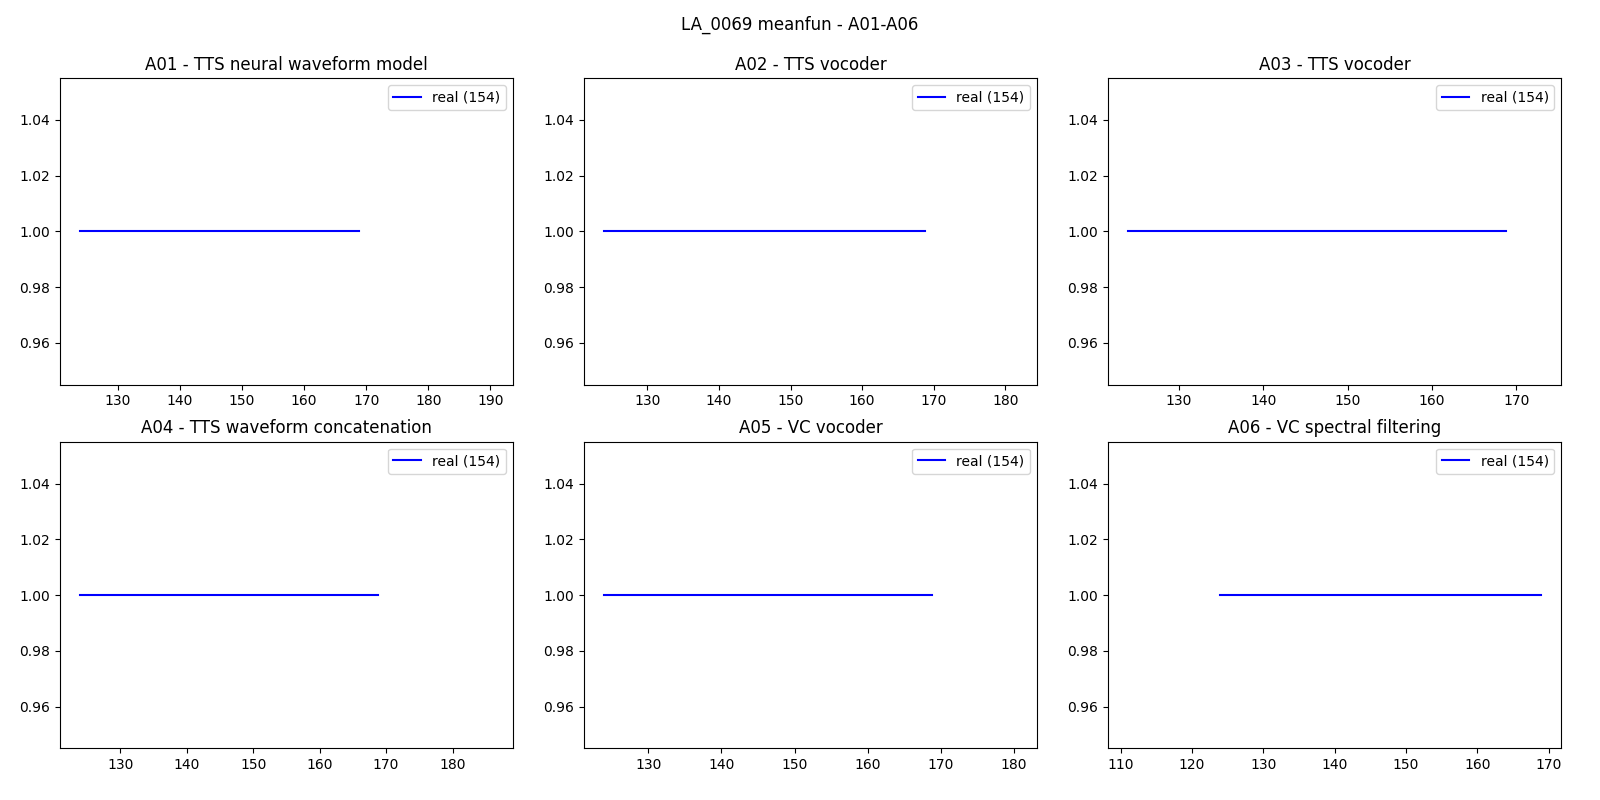 LA_0069 meanfun - A01-A06
A01 - TTS neural waveform model
real (154)
1.04
1.02
1.00
0.98
0.96
130 140 150 160 170 180 190
A02 - TTS vocoder
real (154)
1.04
1.02
1.00
0.98
0.96
130 140 150 160 170 180
A03 - TTS vocoder
real (154)
1.04
1.02
1.00
0.98
0.96
130 140 150 160 170
A04 - TTS waveform concatenation
real (154)
1.04
1.02
1.00
0.98
0.96
130 140 150 160 170 180
A05 - VC vocoder
real (154)
1.04
1.02
1.00
0.98
0.96
130 140 150 160 170 180
A06 - VC spectral filtering
real (154)
1.04
1.02
1.00
0.98
0.96
110 120 130 140 150 160 170